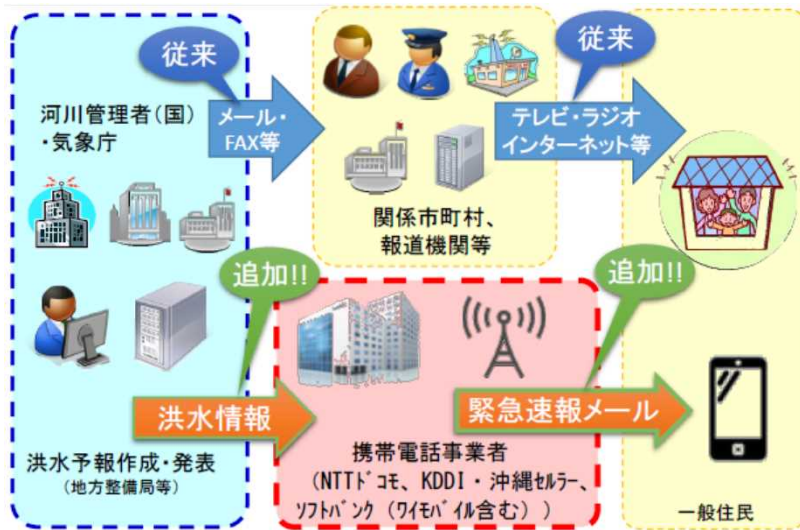 従来
河川管理者(国)
・気象庁
メール・
FAX等
従来
テレビ・ラジオ
インターネット等
関係市町村、
報道機関等
追加!!
追加!!
洪水情報
緊急速報メール
洪水予報作成・発表
(地方整備局等)
携帯電話事業者
(NTTドコモ、KDDI・沖縄セルラー、
ソフトバンク(ワイモバイル含む))
一般住民